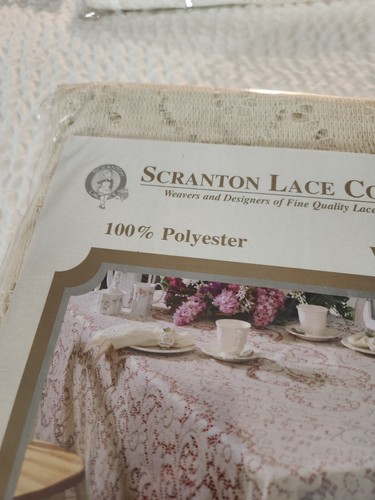 SCRANTON LACE CO
Weavers and Designers of Fine Quality Lace
100% Polyester